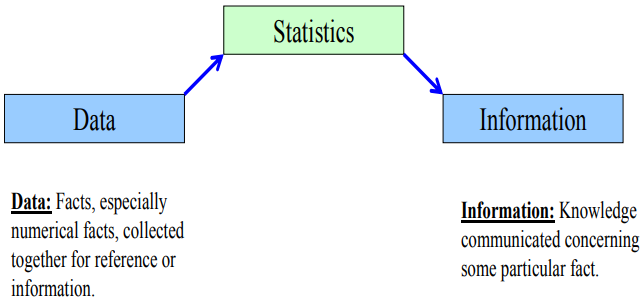 Statistics
Data
Information
Data: Facts, especially
numerical facts, collected
together for reference or
information.
Information: Knowledge
communicated concerning
some particular fact.